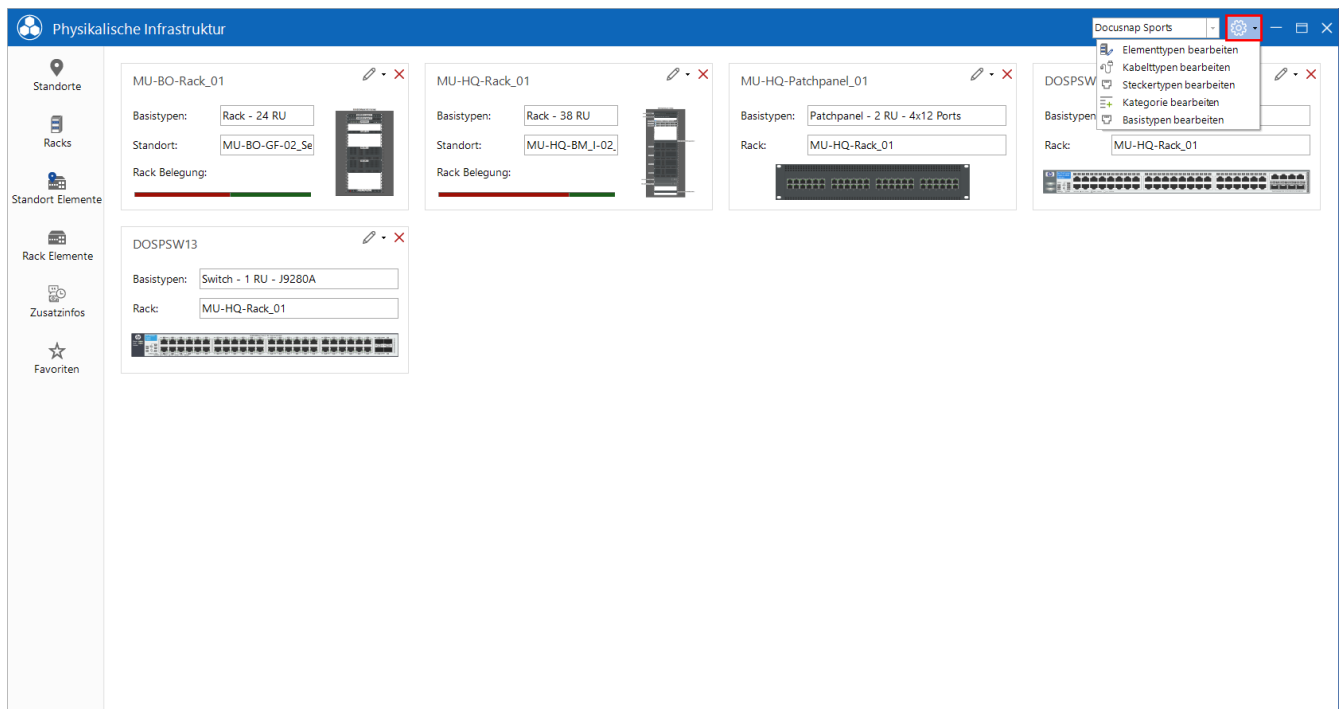 Physikalische Infrastruktur
Docusnap Sports
Elementtypen bearbeiten
Kabelttypen bearbeiten
Steckertypen bearbeiten
Kategorie bearbeiten
Basistypen bearbeiten
Standorte
Racks
Standort Elemente
Rack Elemente
Zusatzinfos
Favoriten
MU-BO-Rack_01
Basistypen: Rack - 24 RU
Standort: MU-BO-GF-02_Se
Rack Belegung:
MU-HQ-Rack_01
Basistypen: Rack - 38 RU
Standort: MU-HQ-BM_I-02_
Rack Belegung:
MU-HQ-Patchpanel_01
Basistypen: Patchpanel - 2 RU - 4x12 Ports
Rack: MU-HQ-Rack_01
DOSPSW
Basistypen
Rack: MU-HQ-Rack_01
DOSPSW13
Basistypen: Switch - 1 RU - J9280A
Rack: MU-HQ-Rack_01